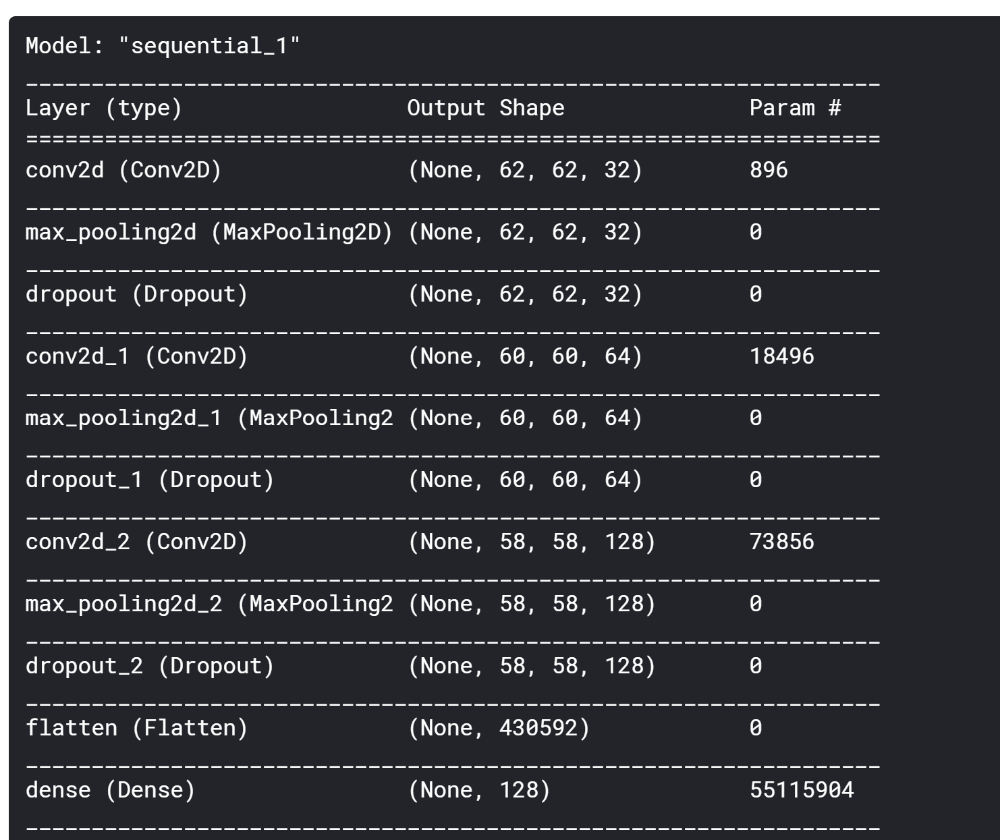 Model: "sequential_1"
_________________________________________________________________
Layer (type)                 Output Shape              Param #
=================================================================
conv2d (Conv2D)              (None, 62, 62, 32)        896
_________________________________________________________________
max_pooling2d (MaxPooling2D) (None, 62, 62, 32)        0
_________________________________________________________________
dropout (Dropout)            (None, 62, 62, 32)        0
_________________________________________________________________
conv2d_1 (Conv2D)            (None, 60, 60, 64)        18496
_________________________________________________________________
max_pooling2d_1 (MaxPooling2 (None, 60, 60, 64)        0
_________________________________________________________________
dropout_1 (Dropout)          (None, 60, 60, 64)        0
_________________________________________________________________
conv2d_2 (Conv2D)            (None, 58, 58, 128)       73856
_________________________________________________________________
max_pooling2d_2 (MaxPooling2 (None, 58, 58, 128)       0
_________________________________________________________________
dropout_2 (Dropout)          (None, 58, 58, 128)       0
_________________________________________________________________
flatten (Flatten)            (None, 430592)            0
_________________________________________________________________
dense (Dense)                (None, 128)               55115904
_________________________________________________________________